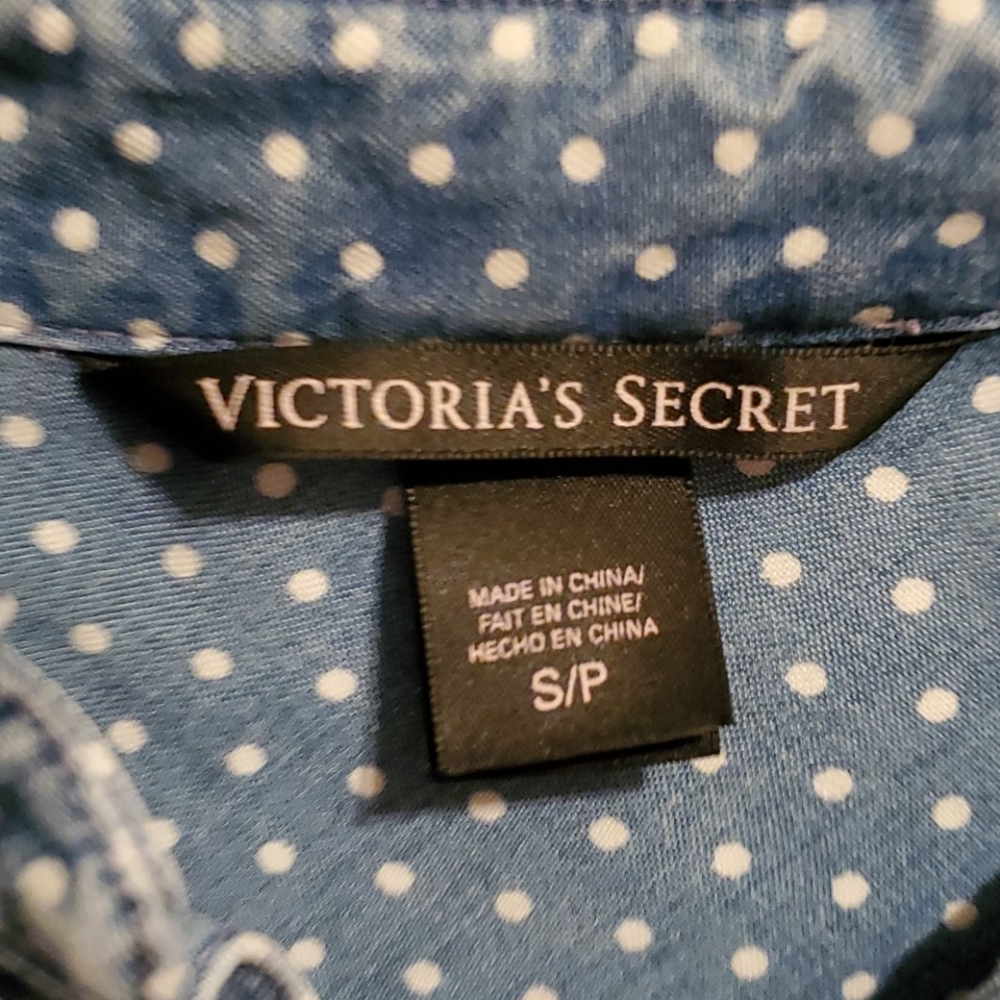 VICTORIA'S SECRET
MADE IN CHINA/
FAIT EN CHINE/
HECHO EN CHINA
S/P